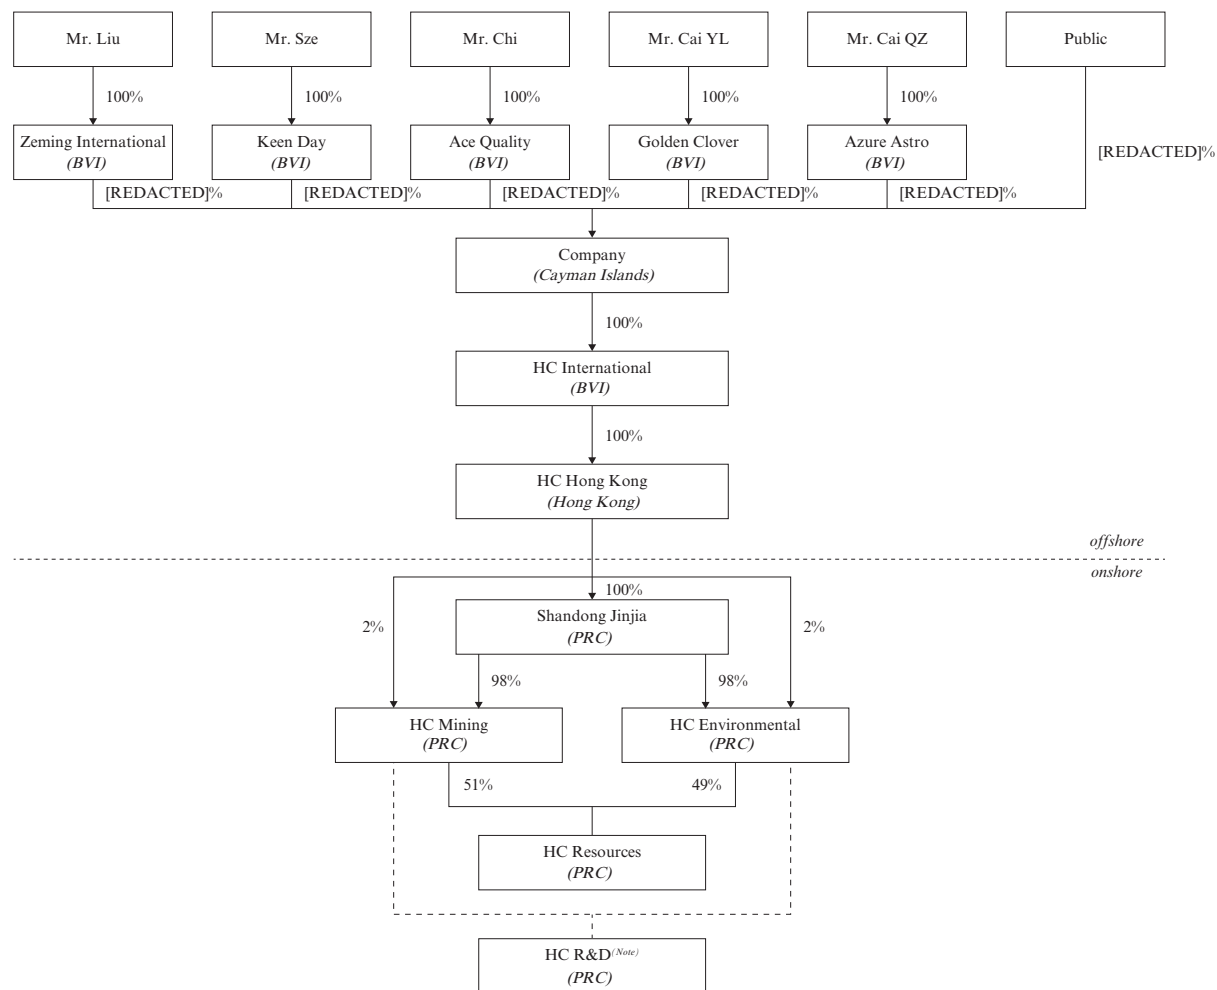 Mr. Liu
Mr. Sze
Mr. Chi
Mr. Cai YL
Mr. Cai QZ
Public
100%
100%
100%
100%
100%
Zeming International
(BVI)
Keen Day
(BVI)
Ace Quality
(BVI)
Golden Clover
(BVI)
Azure Astro
(BVI)
[REDACTED]%
[REDACTED]%
[REDACTED]%
[REDACTED]%
[REDACTED]%
[REDACTED]%
Company
(Cayman Islands)
100%
HC International
(BVI)
100%
HC Hong Kong
(Hong Kong)
offshore
onshore
100%
Shandong Jinjia
(PRC)
2%
2%
98%
98%
HC Mining
(PRC)
HC Environmental
(PRC)
51%
49%
HC Resources
(PRC)
HC R&D(Note)
(PRC)